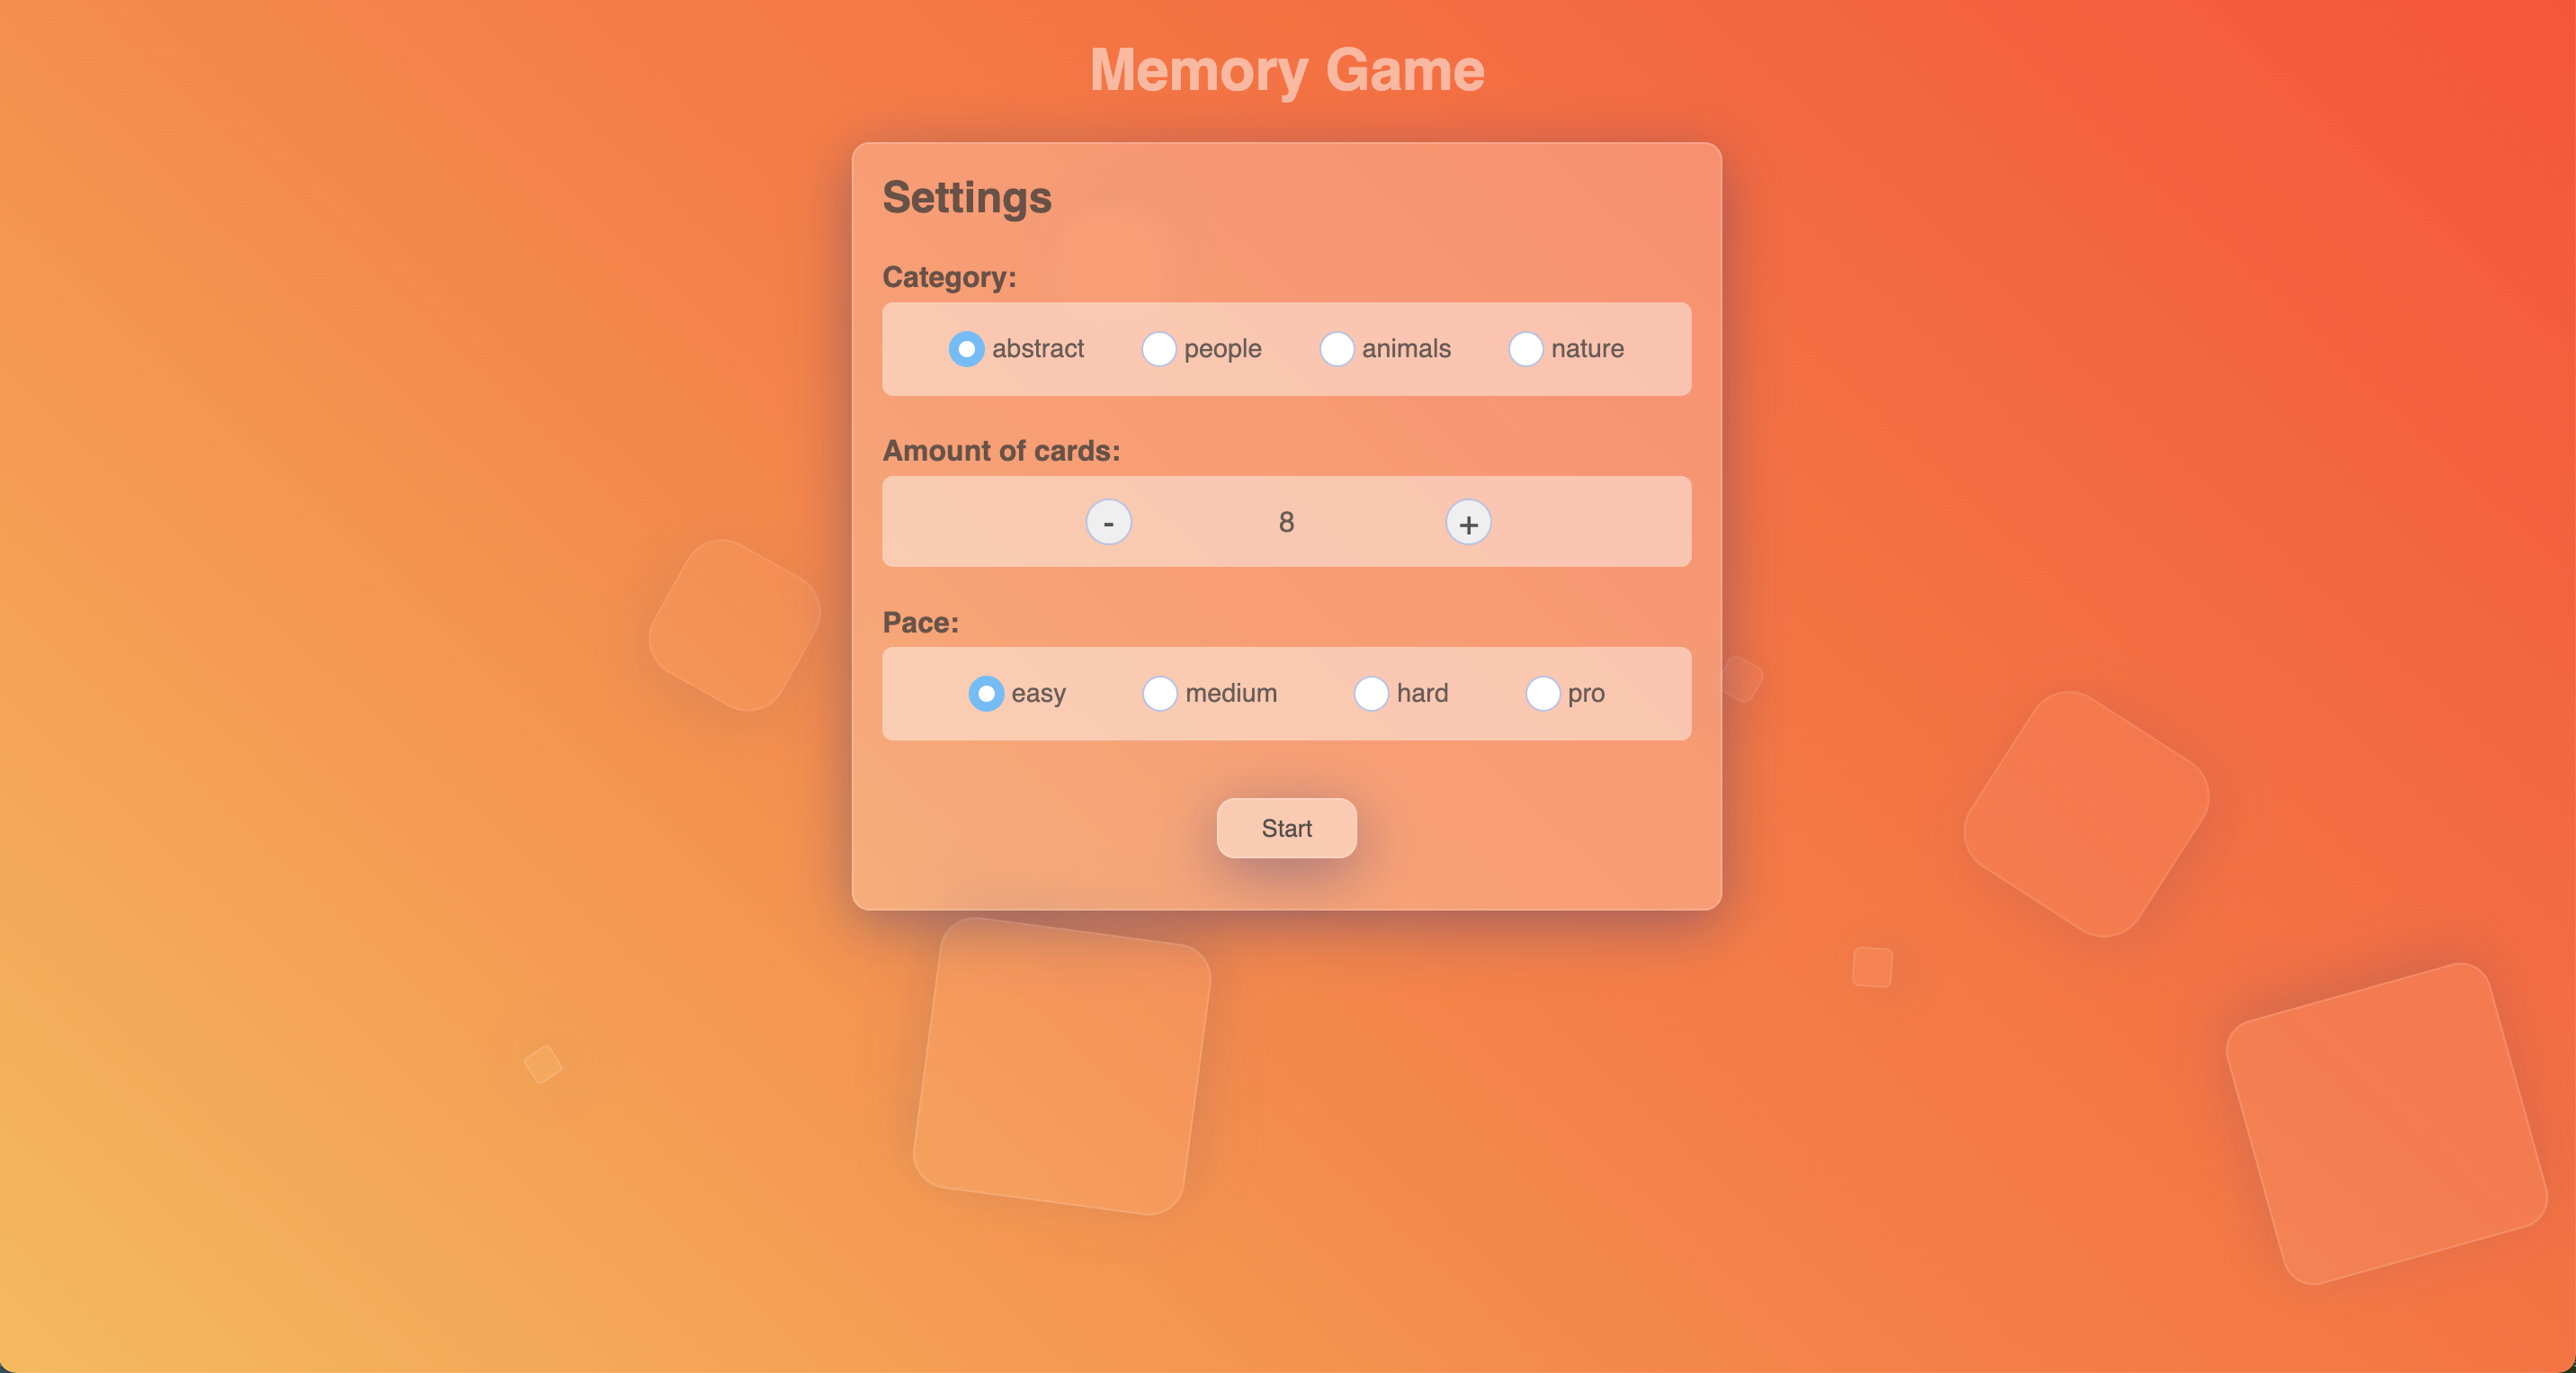 Memory Game
Settings
Category:
abstract people animals nature
Amount of cards:
- 8 +
Pace:
easy medium hard pro
Start